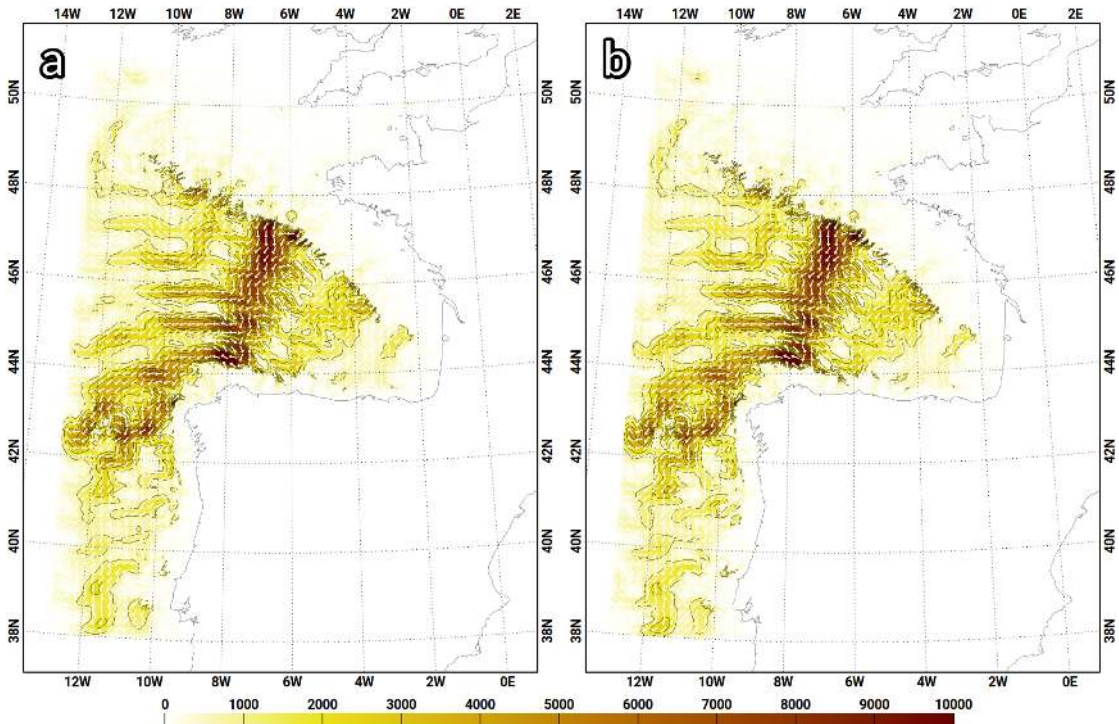 14W 12W 10W 8W 6W 4W 2W 0E 2E
14W 12W 10W 8W 6W 4W 2W 0E 2E
a
b
50N 50N 50N 50N
48N 48N 48N 48N
46N 46N 46N 46N
44N 44N 44N 44N
42N 42N 42N 42N
40N 40N 40N 40N
38N 38N 38N 38N
12W 10W 8W 6W 4W 2W 0E
12W 10W 8W 6W 4W 2W 0E
0 1000 2000 3000 4000 5000 6000 7000 8000 9000 10000